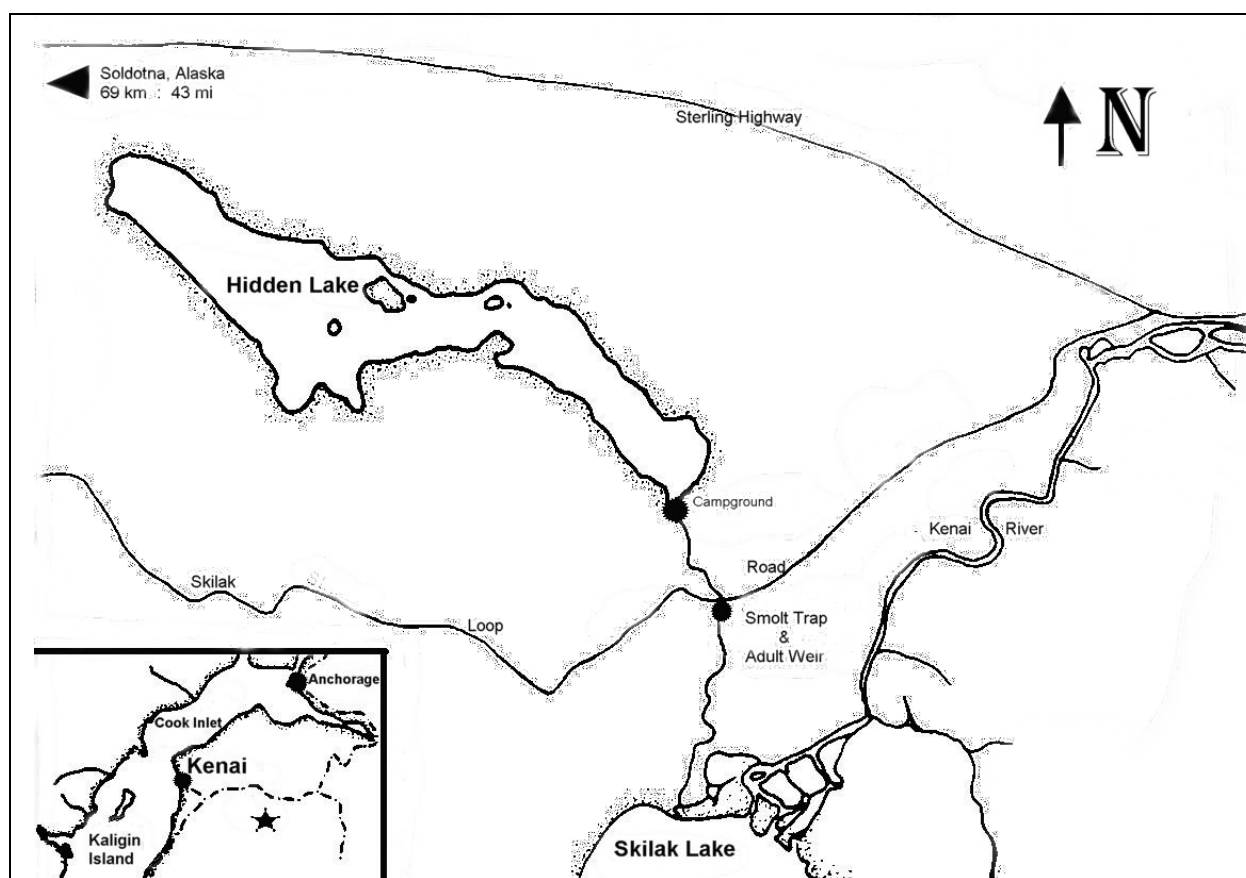 Soldotna, Alaska
69 km : 43 mi
Sterling Highway
N
Hidden Lake
Campground
Kenai River
Skilak Loop Road
Smolt Trap
&
Adult Weir
Anchorage
Cook Inlet
Kenai
Kaligin
Island
Skilak Lake